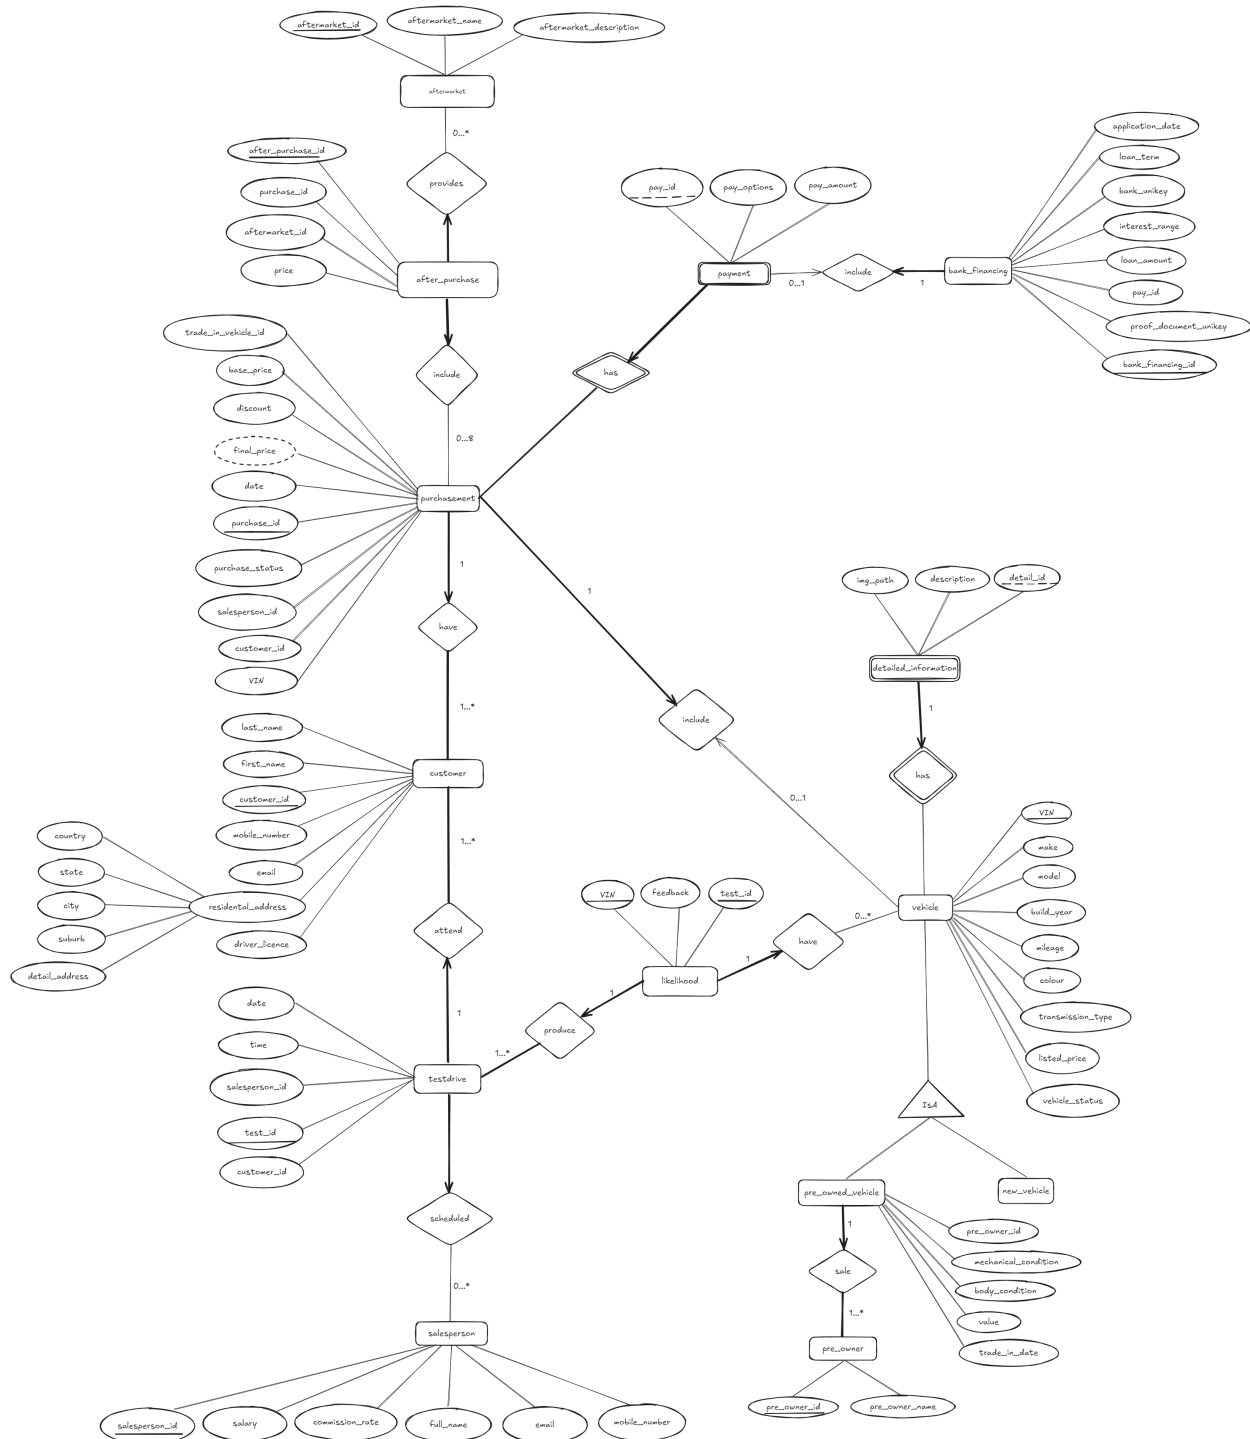 aftermarket_id
aftermarket_name
aftermarket_description
aftermarket
0...*
provides
after_purchase_id
purchase_id
aftermarket_id
price
after_purchase
include
0...8
pay_id
pay_options
pay_amount
payment
0...1
include
1
bank_financing
application_date
loan_term
bank_unikey
interest_range
loan_amount
pay_id
proof_document_unikey
bank_financing_id
has
trade_in_vehicle_id
base_price
discount
final_price
date
purchase_id
purchase_status
salesperson_id
customer_id
VIN
purchasement
1
have
1...*
1
include
0...1
img_path
description
detail_id
detailed_information
1
has
last_name
first_name
customer_id
mobile_number
email
residental_address
driver_licence
customer
country
state
city
suburb
detail_address
1...*
attend
1
VIN
feedback
test_id
likelihood
1
have
0...*
1
produce
1...*
vehicle
VIN
make
model
build_year
mileage
colour
transmission_type
listed_price
vehicle_status
date
time
salesperson_id
test_id
customer_id
testdrive
scheduled
0...*
salesperson
salesperson_id
salary
commission_rate
full_name
email
mobile_number
IsA
pre_owned_vehicle
new_vehicle
1
sale
1...*
pre_owner
pre_owner_id
mechanical_condition
body_condition
value
trade_in_date
pre_owner_id
pre_owner_name